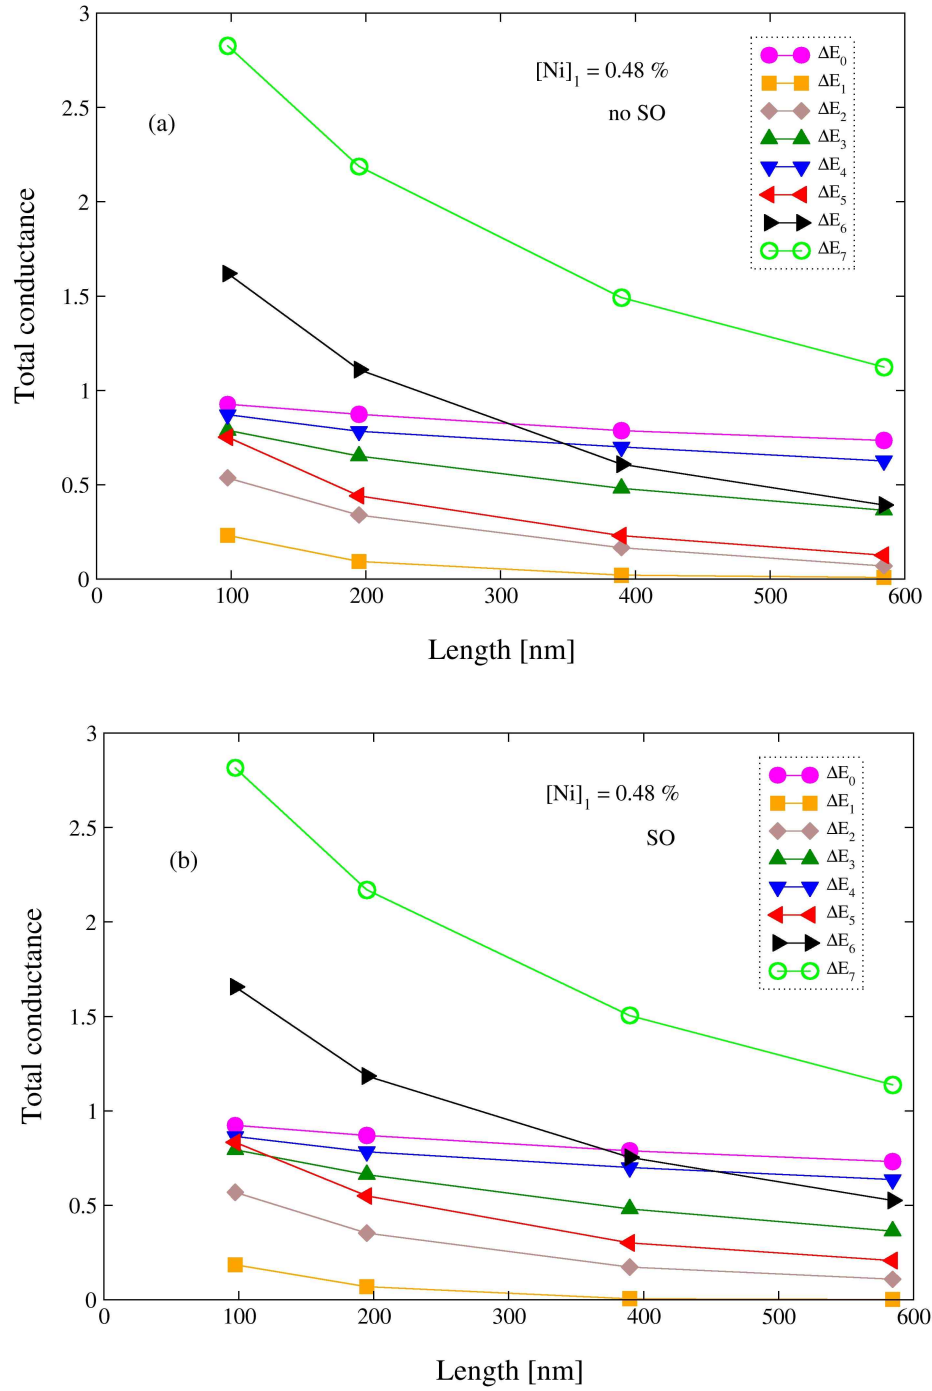 3
2.5
2
1.5
1
0.5
0
Total conductance
(a)
[Ni]₁ = 0.48 %
no SO
ΔE₀
ΔE₁
ΔE₂
ΔE₃
ΔE₄
ΔE₅
ΔE₆
ΔE₇
0 100 200 300 400 500 600
Length [nm]
3
2.5
2
1.5
1
0.5
0
Total conductance
(b)
[Ni]₁ = 0.48 %
SO
ΔE₀
ΔE₁
ΔE₂
ΔE₃
ΔE₄
ΔE₅
ΔE₆
ΔE₇
0 100 200 300 400 500 600
Length [nm]